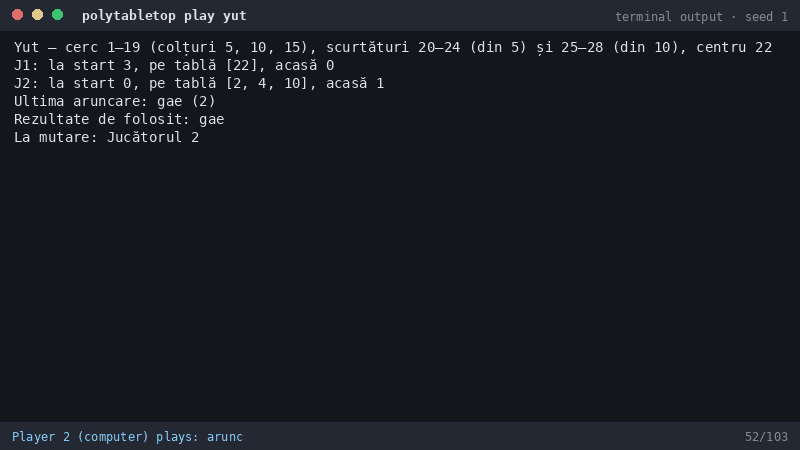 polytabletop play yut
terminal output · seed 1
Yut — cerc 1–19 (colțuri 5, 10, 15), scurtături 20–24 (din 5) și 25–28 (din 10), centru 22
J1: la start 3, pe tablă [22], acasă 0
J2: la start 0, pe tablă [2, 4, 10], acasă 1
Ultima aruncare: gae (2)
Rezultate de folosit: gae
La mutare: Jucătorul 2
Player 2 (computer) plays: arunc
52/103